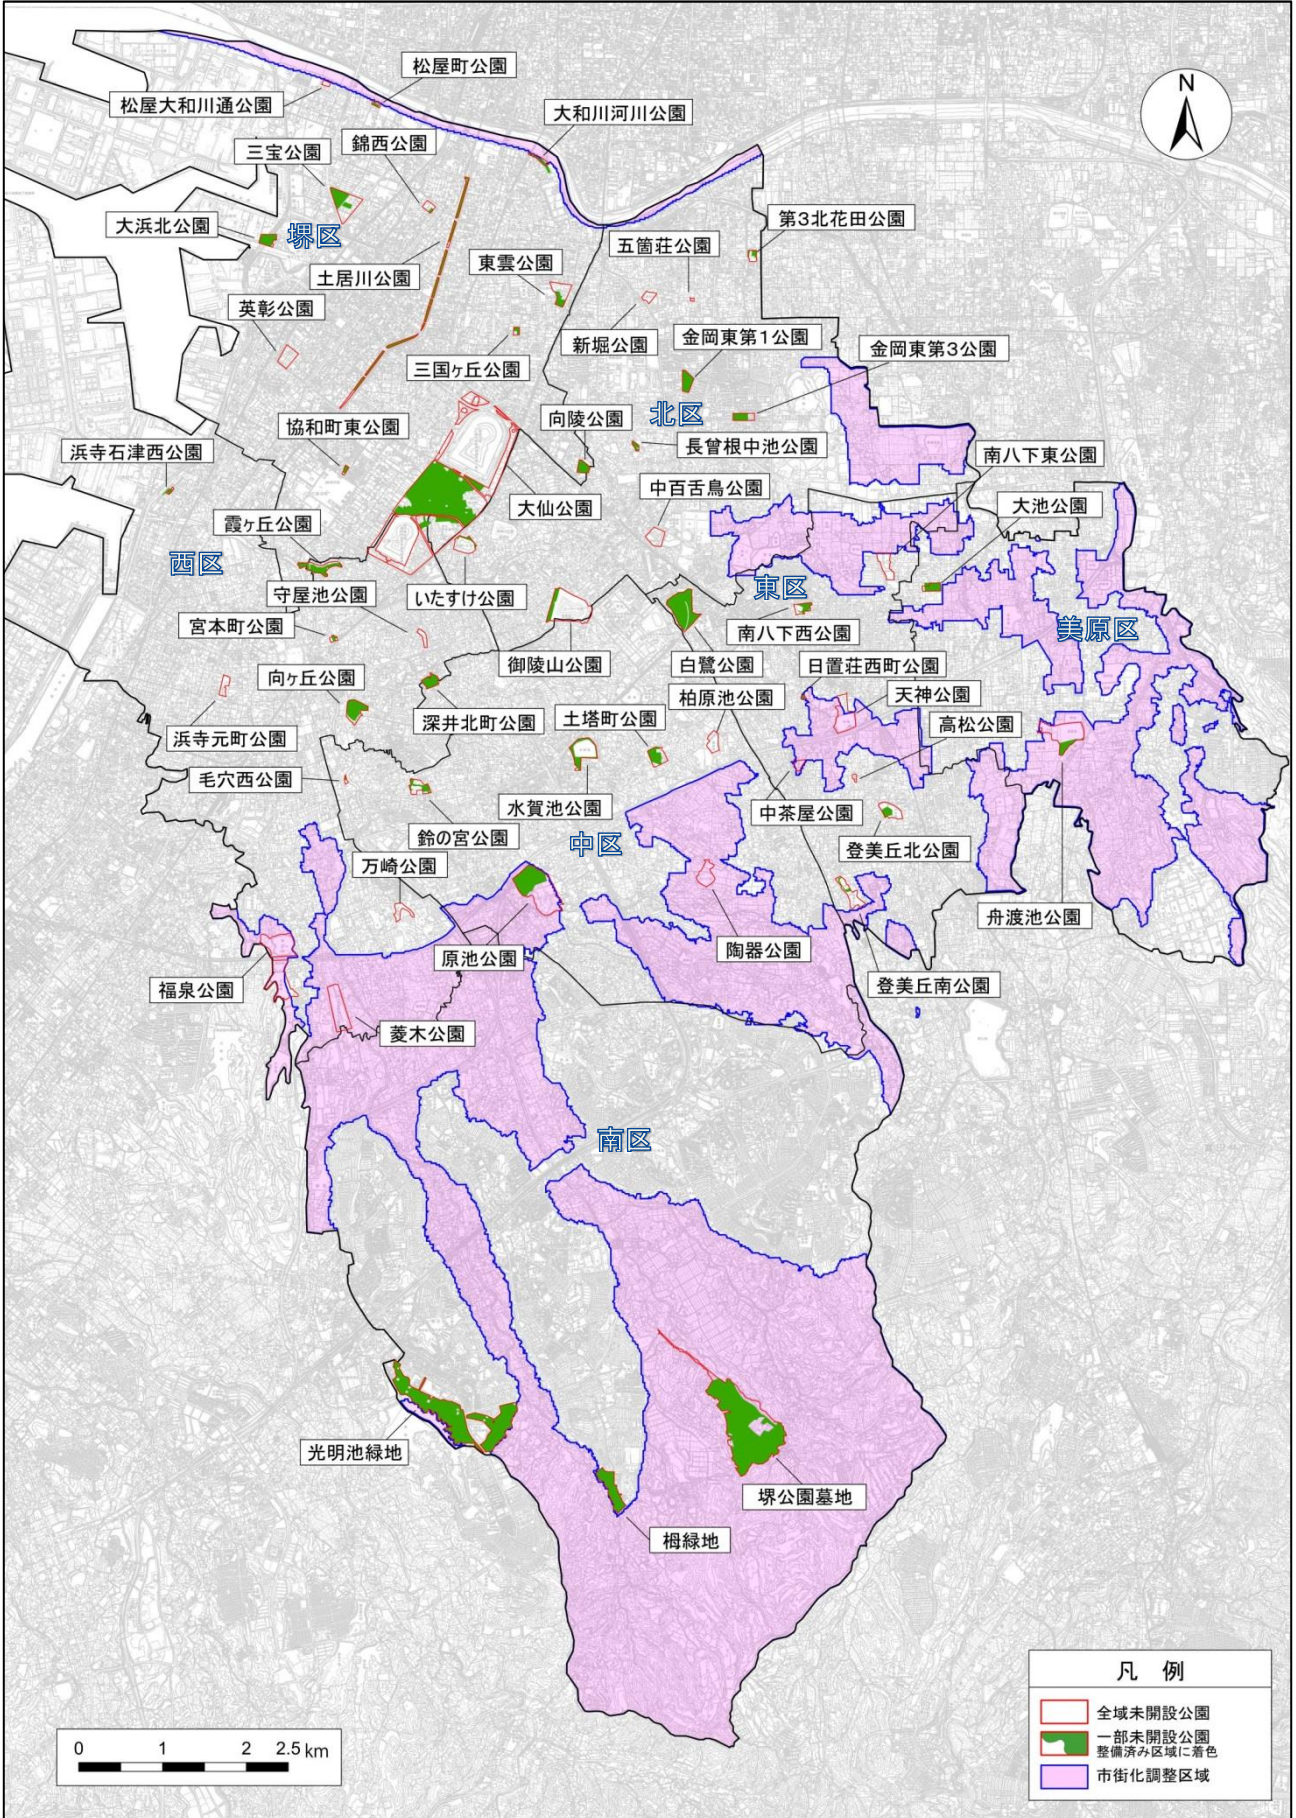 松屋町公園
N
松屋大和川通公園
大和川河川公園
三宝公園
錦西公園
大浜北公園
堺区
第3北花田公園
五箇荘公園
土居川公園
東雲公園
英彰公園
新堀公園
金岡東第1公園
金岡東第3公園
三国ヶ丘公園
向陵公園
北区
協和町東公園
長曾根中池公園
浜寺石津西公園
南八下東公園
中百舌鳥公園
大池公園
大仙公園
霞ヶ丘公園
西区
東区
守屋池公園
いたすけ公園
宮本町公園
南八下西公園
美原区
御陵山公園
白鷺公園
日置荘西町公園
向ヶ丘公園
柏原池公園
天神公園
深井北町公園
土塔町公園
高松公園
浜寺元町公園
毛穴西公園
水賀池公園
中茶屋公園
鈴の宮公園
中区
登美丘北公園
万崎公園
舟渡池公園
原池公園
陶器公園
福泉公園
登美丘南公園
菱木公園
南区
光明池緑地
堺公園墓地
栂緑地
凡 例
全域未開設公園
一部未開設公園
整備済み区域に着色
市街化調整区域
0 1 2 2.5 km